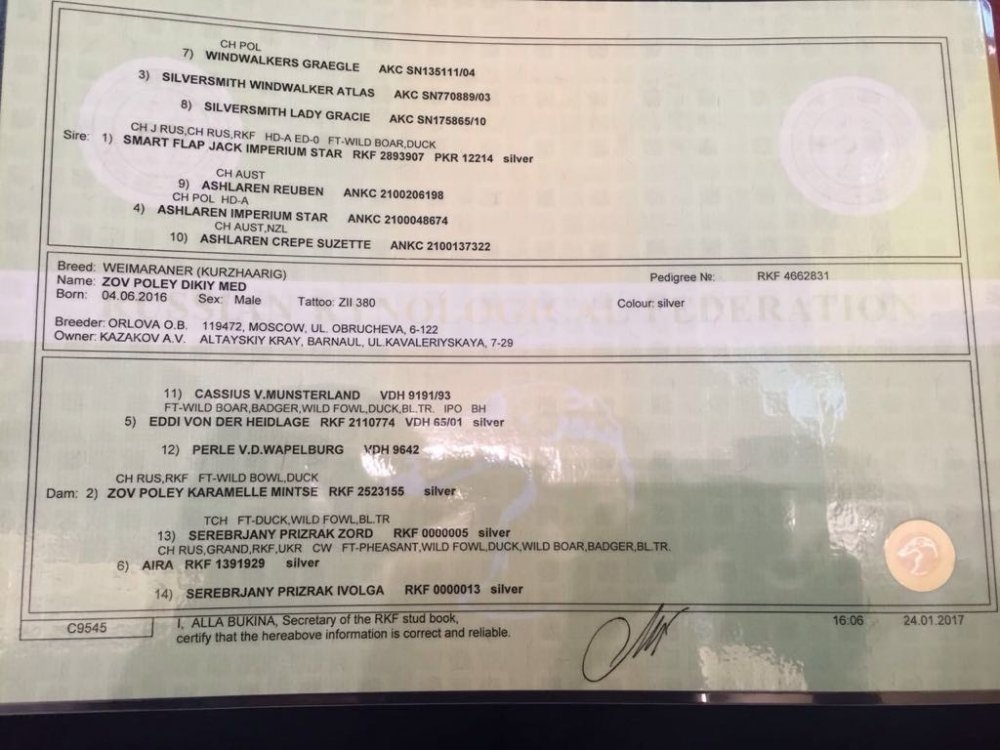 CH POL
7) WINDWALKERS GRAEGLE AKC SN135111/04
3) SILVERSMITH WINDWALKER ATLAS AKC SN770889/03
8) SILVERSMITH LADY GRACIE AKC SN175865/10
CH J RUS,CH RUS,RKF HD-A ED-0 FT-WILD BOAR,DUCK
Sire: 1) SMART FLAP JACK IMPERIUM STAR RKF 2893907 PKR 12214 silver
CH AUST
9) ASHLAREN REUBEN ANKC 2100206198
CH POL HD-A
4) ASHLAREN IMPERIUM STAR ANKC 2100048674
CH AUST,NZL
10) ASHLAREN CREPE SUZETTE ANKC 2100137322
Breed: WEIMARANER (KURZHAARIG)
Name: ZOV POLEY DIKIY MED Pedigree №: RKF 4662831
Born: 04.06.2016 Sex: Male Tattoo: ZII 380 Colour: silver
RUSSIAN KYNOLOGICAL FEDERATION
Breeder: ORLOVA O.B. 119472, MOSCOW, UL. OBRUCHEVA, 6-122
Owner: KAZAKOV A.V. ALTAYSKIY KRAY, BARNAUL, UL.KAVALERIYSKAYA, 7-29
11) CASSIUS V.MUNSTERLAND VDH 9191/93
FT-WILD BOAR,BADGER,WILD FOWL,DUCK,BL.TR. IPO BH
5) EDDI VON DER HEIDLAGE RKF 2110774 VDH 65/01 silver
12) PERLE V.D.WAPELBURG VDH 9642
CH RUS,RKF FT-WILD BOWL,DUCK
Dam: 2) ZOV POLEY KARAMELLE MINTSE RKF 2523155 silver
TCH FT-DUCK,WILD FOWL,BL.TR
13) SEREBRJANY PRIZRAK ZORD RKF 0000005 silver
CH RUS,GRAND,RKF,UKR CW FT-PHEASANT,WILD FOWL,DUCK,WILD BOAR,BADGER,BL.TR.
6) AIRA RKF 1391929 silver
14) SEREBRJANY PRIZRAK IVOLGA RKF 0000013 silver
C9545
I, ALLA BUKINA, Secretary of the RKF stud book,
certify that the hereabove information is correct and reliable.
16:06 24.01.2017